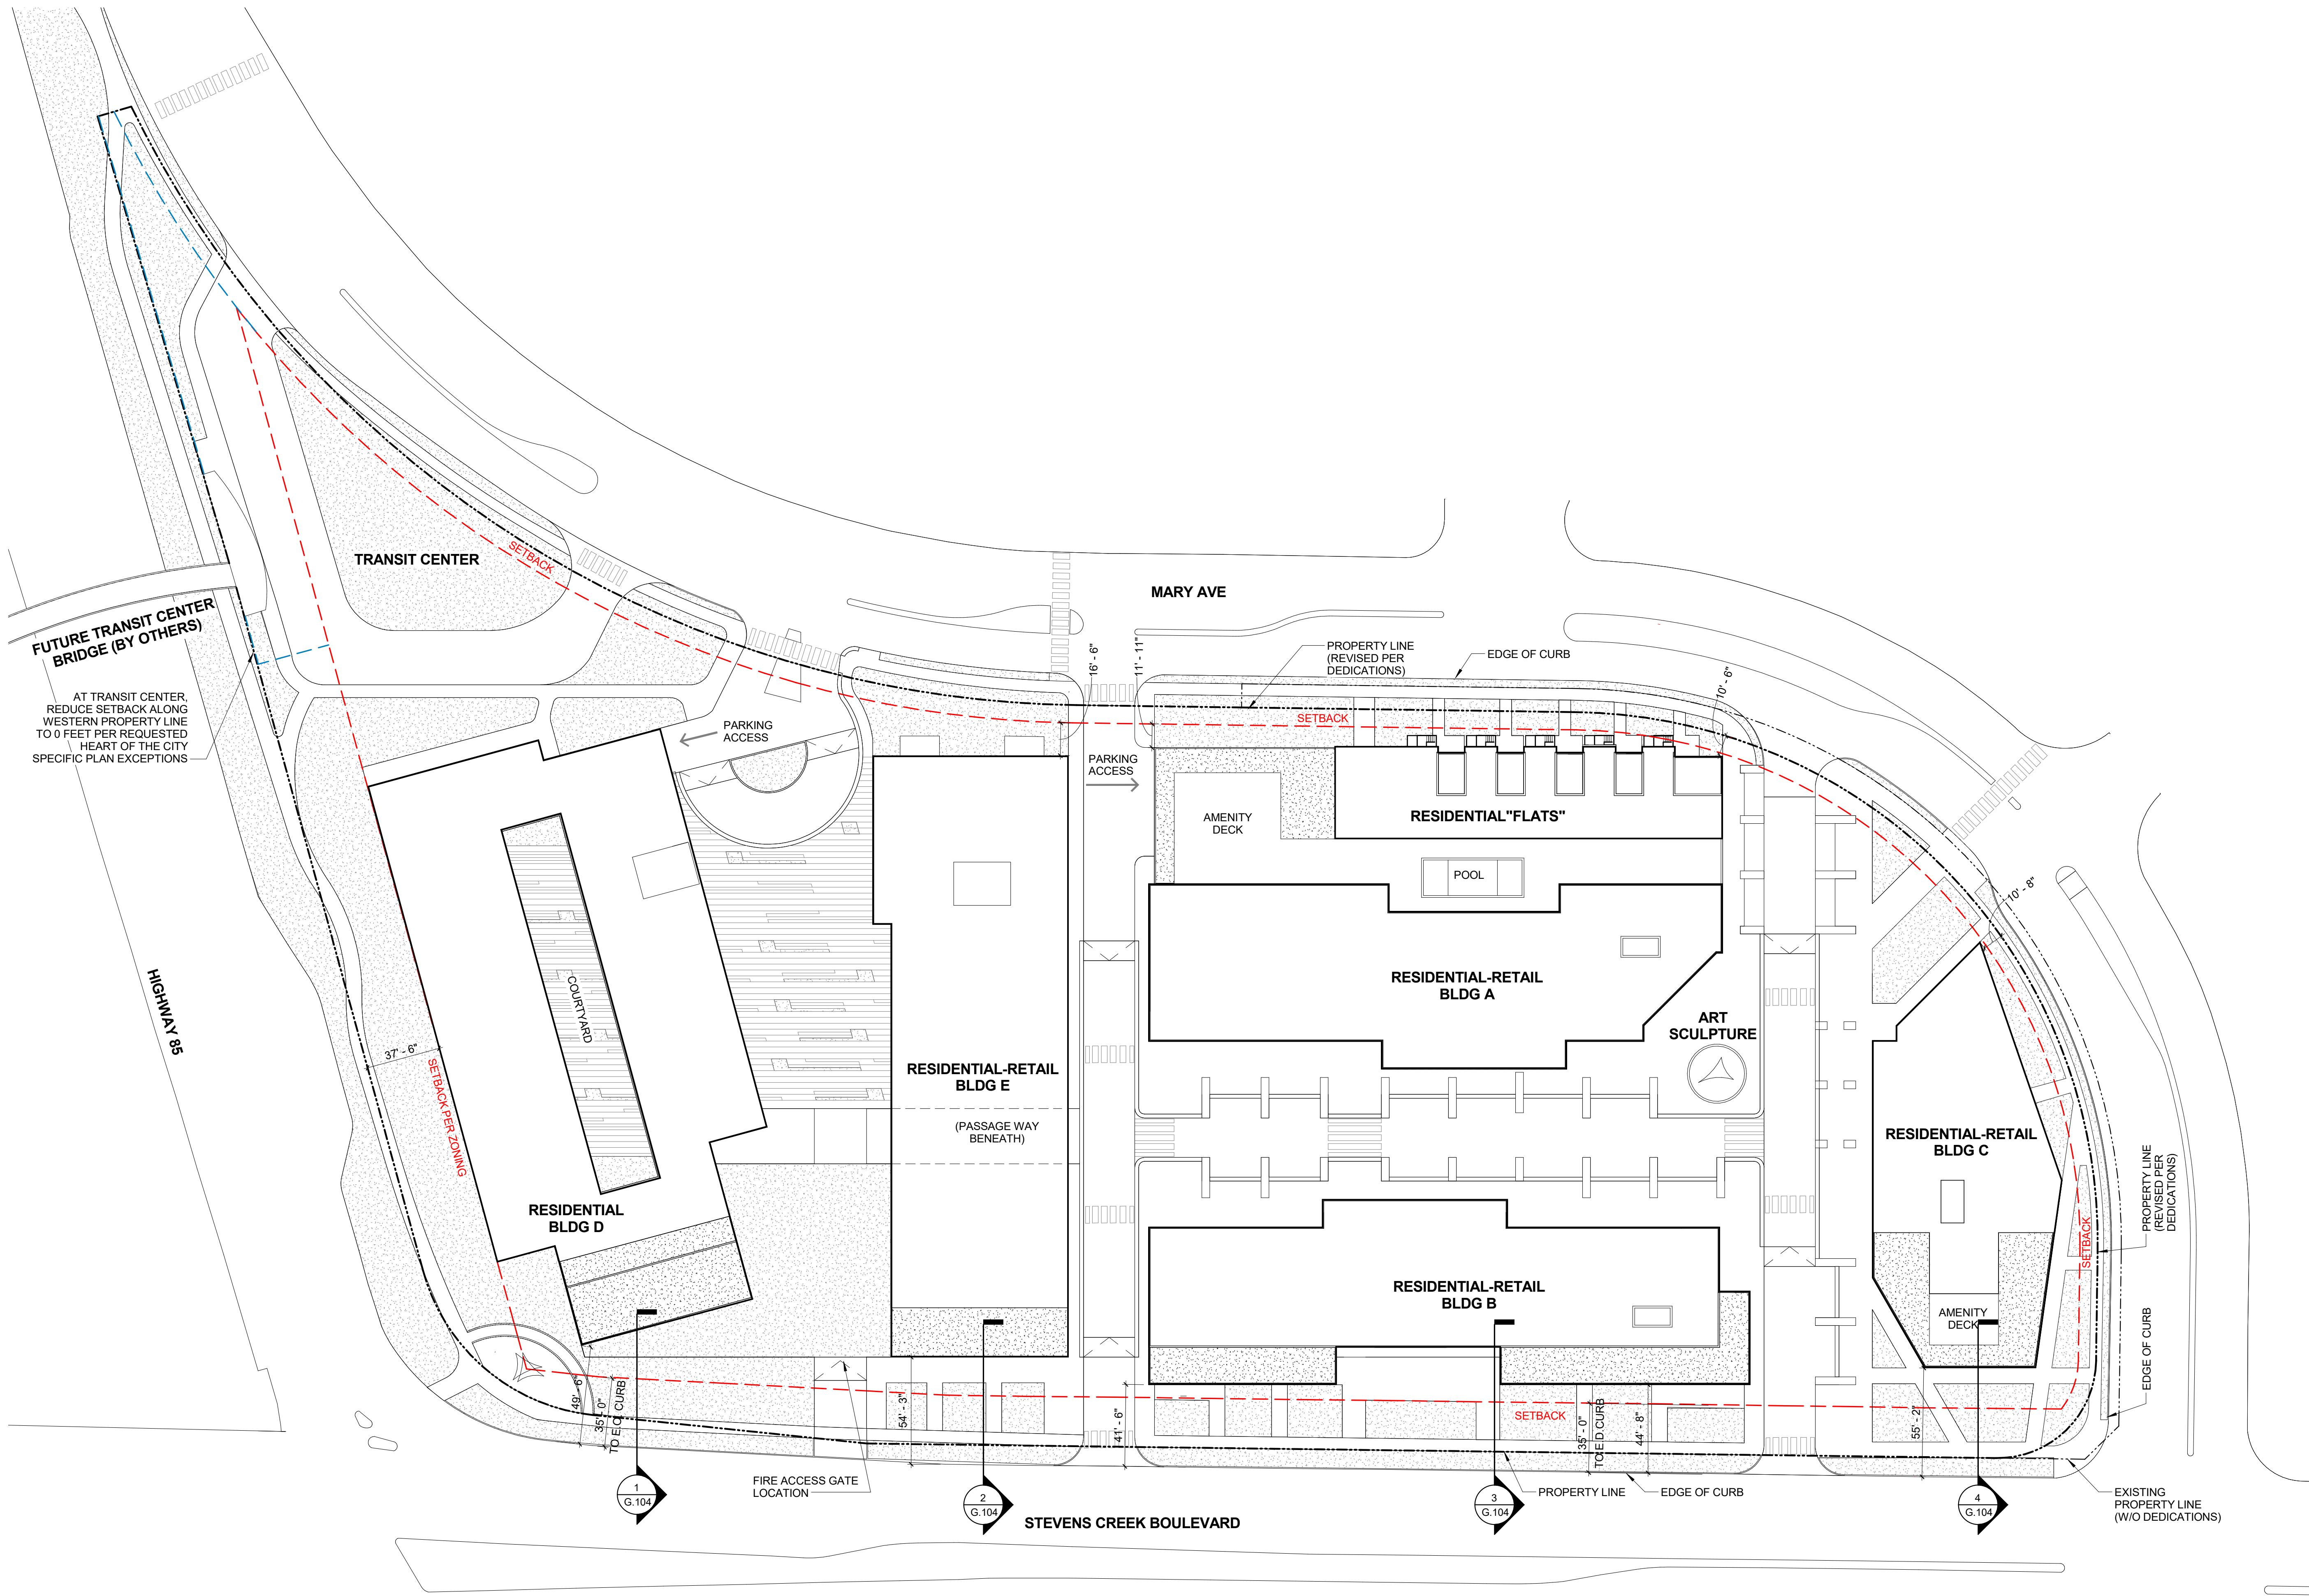 TRANSIT CENTER
SETBACK
MARY AVE
FUTURE TRANSIT CENTER
BRIDGE (BY OTHERS)
AT TRANSIT CENTER,
REDUCE SETBACK ALONG
WESTERN PROPERTY LINE
TO 0 FEET PER REQUESTED
HEART OF THE CITY
SPECIFIC PLAN EXCEPTIONS
16' - 6"
11' - 11"
PROPERTY LINE
(REVISED PER
DEDICATIONS)
EDGE OF CURB
10' - 6"
SETBACK
PARKING
ACCESS
PARKING
ACCESS
AMENITY
DECK
RESIDENTIAL"FLATS"
POOL
10' - 8"
HIGHWAY 85
COURTYARD
37' - 6"
SETBACK PER ZONING
RESIDENTIAL-RETAIL
BLDG E
(PASSAGE WAY
BENEATH)
RESIDENTIAL-RETAIL
BLDG A
ART
SCULPTURE
RESIDENTIAL-RETAIL
BLDG C
PROPERTY LINE
(REVISED PER
DEDICATIONS)
SETBACK
RESIDENTIAL
BLDG D
RESIDENTIAL-RETAIL
BLDG B
AMENITY
DECK
EDGE OF CURB
49' - 6"
35' - 0"
TO E.O. CURB
54' - 3"
41' - 6"
SETBACK
35' - 0"
TO E.D.CURB
44' - 8"
55' - 2"
FIRE ACCESS GATE
LOCATION
1
G.104
2
G.104
3
G.104
4
G.104
PROPERTY LINE
EDGE OF CURB
EXISTING
PROPERTY LINE
(W/O DEDICATIONS)
STEVENS CREEK BOULEVARD